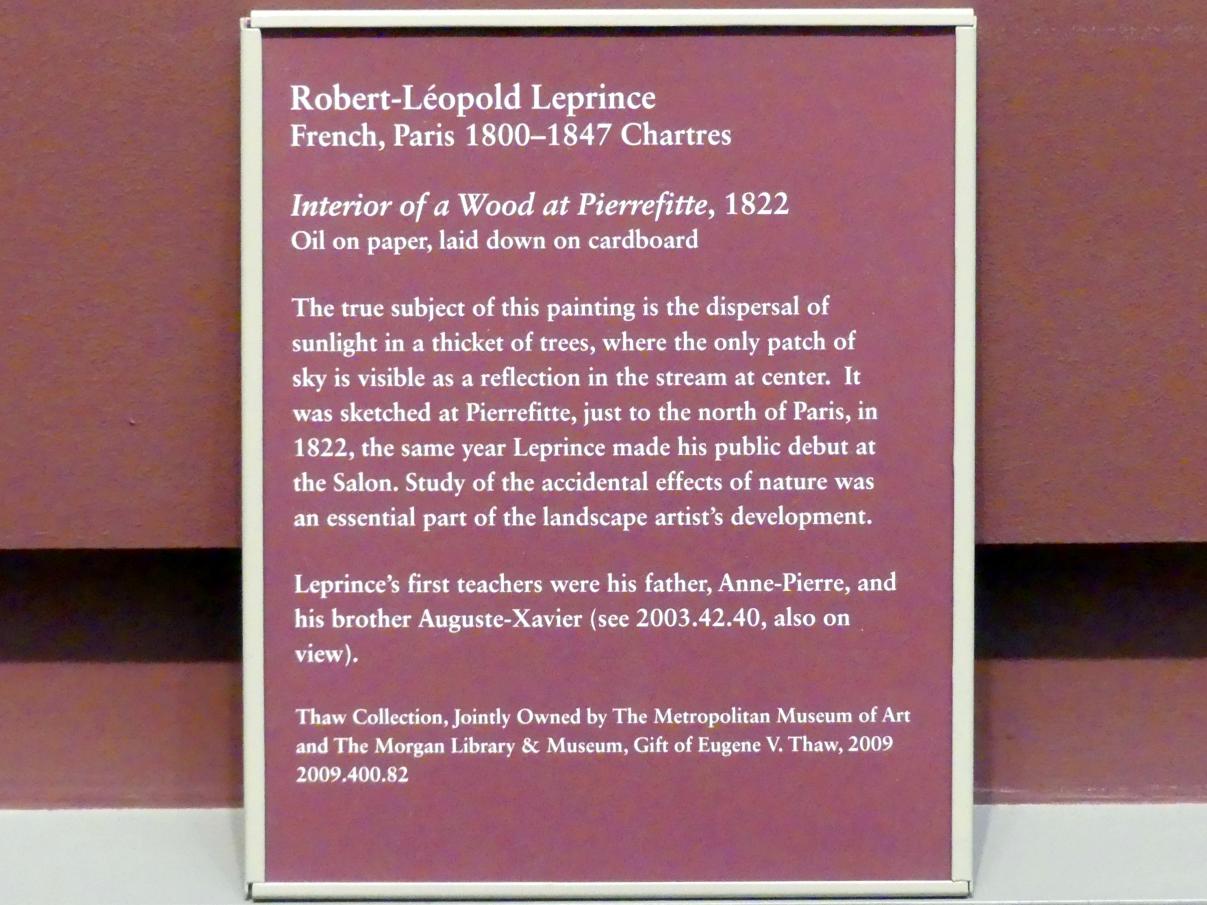 Robert-Léopold Leprince
French, Paris 1800–1847 Chartres
Interior of a Wood at Pierrefitte, 1822
Oil on paper, laid down on cardboard
The true subject of this painting is the dispersal of
sunlight in a thicket of trees, where the only patch of
sky is visible as a reflection in the stream at center.  It
was sketched at Pierrefitte, just to the north of Paris, in
1822, the same year Leprince made his public debut at
the Salon. Study of the accidental effects of nature was
an essential part of the landscape artist’s development.
Leprince’s first teachers were his father, Anne-Pierre, and
his brother Auguste-Xavier (see 2003.42.40, also on
view).
Thaw Collection, Jointly Owned by The Metropolitan Museum of Art
and The Morgan Library & Museum, Gift of Eugene V. Thaw, 2009
2009.400.82